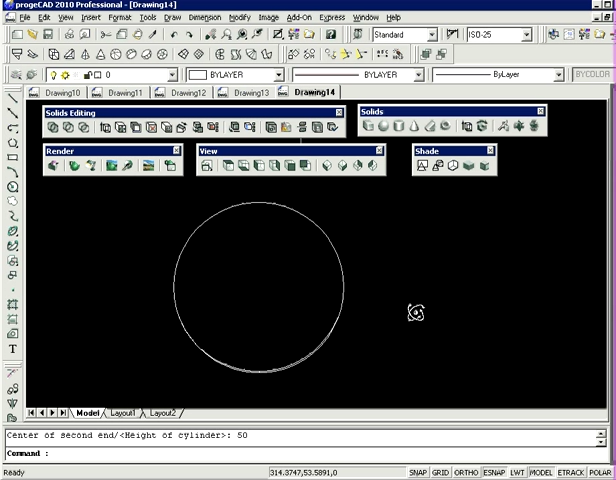 progeCAD 2010 Professional - [Drawing14]
File Edit View Insert Format Tools Draw Dimension Modify Image Add-On Express Window Help
Standard ISO-25
0 BYLAYER BYLAYER ByLayer BYCOLOR
Drawing10 Drawing11 Drawing12 Drawing13 Drawing14
Solids Editing Solids
Render View Shade
T
Model Layout1 Layout2
Center of second end/<Height of cylinder>: 50
Command :
Ready 314.3747,53.5891,0 SNAP GRID ORTHO ESNAP LWT MODEL ETRACK POLAR